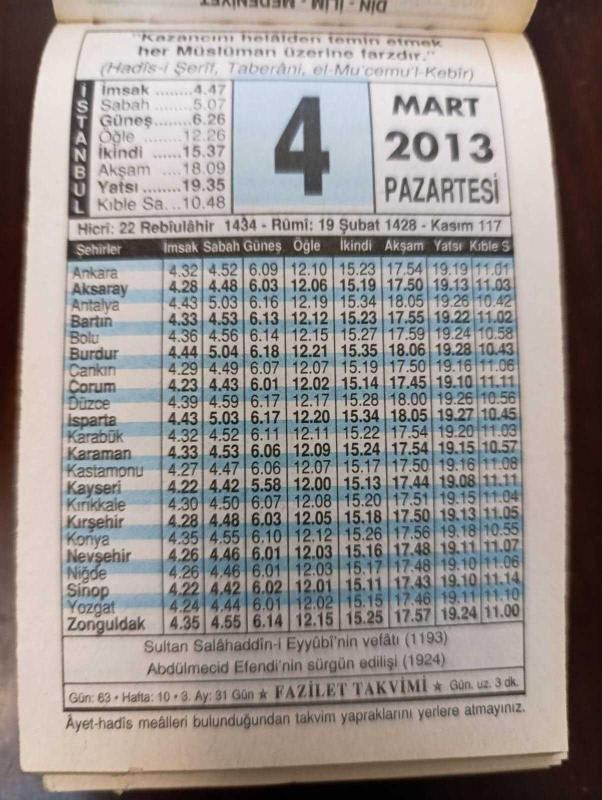 DİN - İLİM - MEDENİYET
"Kazancını helâlden temin etmek
her Müslüman üzerine farzdır."
(Hadîs-i Şerîf, Taberânî, el-Mu'cemu'l-Kebîr)
İSTANBUL
İmsak ........ 4.47
Sabah ....... 5.07
Güneş ....... 6.26
Öğle ......... 12.26
İkindi ...... 15.37
Akşam ..... 18.09
Yatsı ........ 19.35
Kıble Sa... 10.48
4
MART
2013
PAZARTESİ
Hicrî: 22 Rebîulâhir 1434 - Rûmî: 19 Şubat 1428 - Kasım 117
Şehirler İmsak Sabah Güneş Öğle İkindi Akşam Yatsı Kıble S
Ankara 4.32 4.52 6.09 12.10 15.23 17.54 19.19 11.01
Aksaray 4.28 4.48 6.03 12.06 15.19 17.50 19.13 11.03
Antalya 4.43 5.03 6.16 12.19 15.34 18.05 19.26 10.42
Bartın 4.33 4.53 6.13 12.12 15.23 17.55 19.22 11.02
Bolu 4.36 4.56 6.14 12.15 15.27 17.59 19.24 10.58
Burdur 4.44 5.04 6.18 12.21 15.35 18.06 19.28 10.43
Çankırı 4.29 4.49 6.07 12.07 15.19 17.50 19.16 11.06
Çorum 4.23 4.43 6.01 12.02 15.14 17.45 19.10 11.11
Düzce 4.39 4.59 6.17 12.17 15.28 18.00 19.26 10.56
Isparta 4.43 5.03 6.17 12.20 15.34 18.05 19.27 10.45
Karabük 4.32 4.52 6.11 12.11 15.22 17.54 19.20 11.03
Karaman 4.33 4.53 6.06 12.09 15.24 17.54 19.15 10.57
Kastamonu 4.27 4.47 6.06 12.07 15.17 17.50 19.16 11.08
Kayseri 4.22 4.42 5.58 12.00 15.13 17.44 19.08 11.11
Kırıkkale 4.30 4.50 6.07 12.08 15.20 17.51 19.15 11.04
Kırşehir 4.28 4.48 6.03 12.05 15.18 17.50 19.13 11.05
Konya 4.35 4.55 6.10 12.12 15.26 17.56 19.18 10.55
Nevşehir 4.26 4.46 6.01 12.03 15.16 17.48 19.11 11.07
Niğde 4.26 4.46 6.01 12.03 15.17 17.48 19.10 11.06
Sinop 4.22 4.42 6.02 12.01 15.11 17.43 19.10 11.14
Yozgat 4.24 4.44 6.01 12.02 15.15 17.46 19.11 11.10
Zonguldak 4.35 4.55 6.14 12.15 15.25 17.57 19.24 11.00
Sultan Salâhaddîn-i Eyyûbî'nin vefâtı (1193)
Abdülmecid Efendi'nin sürgün edilişi (1924)
Gün: 63 • Hafta: 10 • 3. Ay: 31 Gün ★ FAZİLET TAKVİMİ ★ Gün. uz. 3 dk.
Âyet-hadîs meâlleri bulunduğundan takvim yapraklarını yerlere atmayınız.